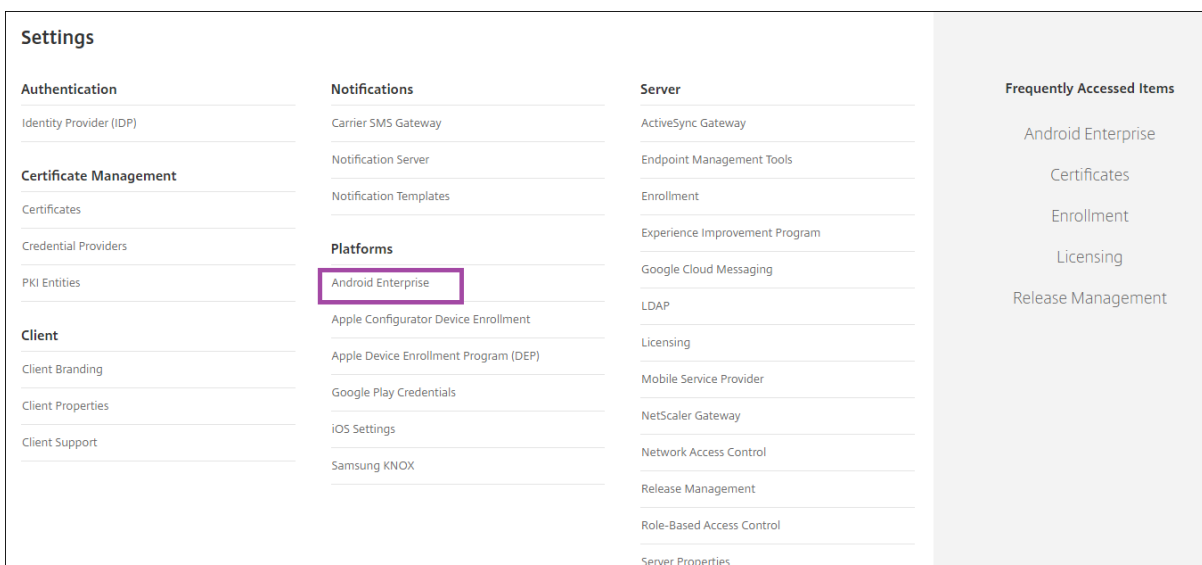 Settings
Authentication
Identity Provider (IDP)
Certificate Management
Certificates
Credential Providers
PKI Entities
Client
Client Branding
Client Properties
Client Support
Notifications
Carrier SMS Gateway
Notification Server
Notification Templates
Platforms
Android Enterprise
Apple Configurator Device Enrollment
Apple Device Enrollment Program (DEP)
Google Play Credentials
iOS Settings
Samsung KNOX
Server
ActiveSync Gateway
Endpoint Management Tools
Enrollment
Experience Improvement Program
Google Cloud Messaging
LDAP
Licensing
Mobile Service Provider
NetScaler Gateway
Network Access Control
Release Management
Role-Based Access Control
Server Properties
Frequently Accessed Items
Android Enterprise
Certificates
Enrollment
Licensing
Release Management